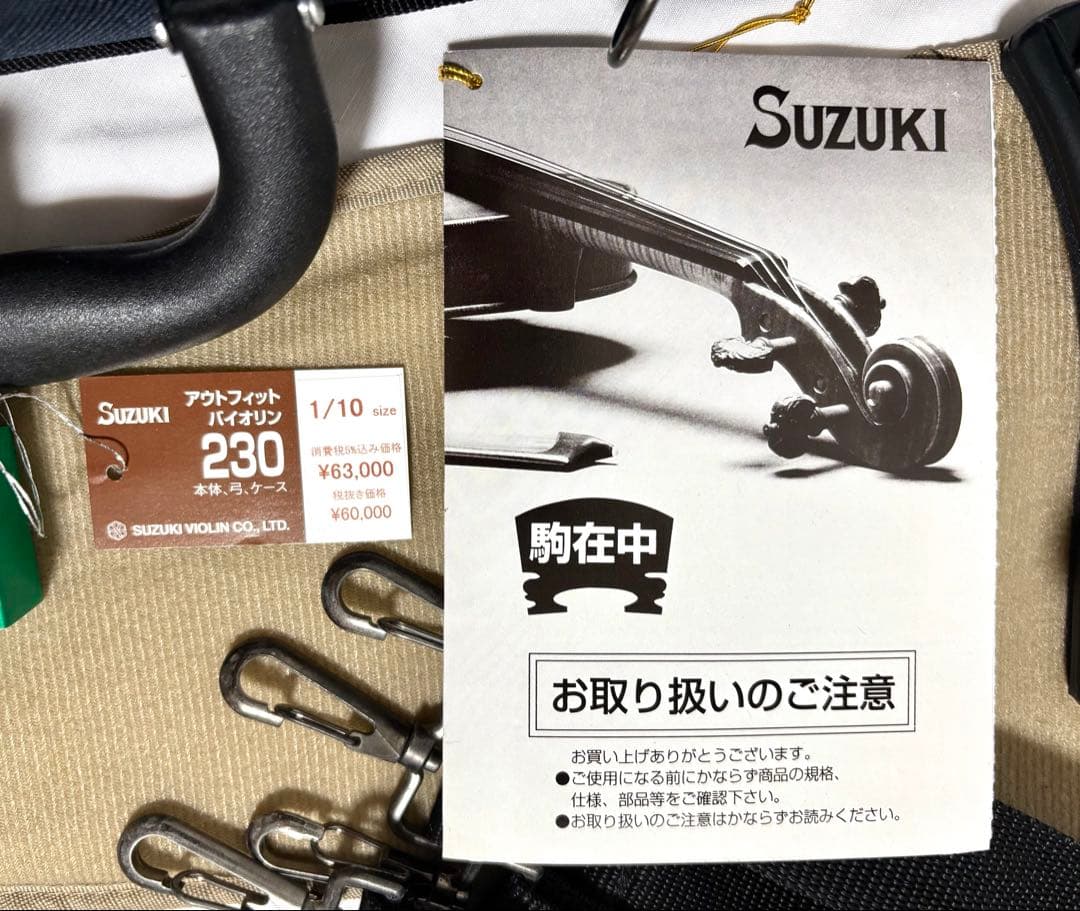 SUZUKI
アウトフィット
バイオリン
230
本体、弓、ケース
SUZUKI VIOLIN CO., LTD.
1/10 size
消費税5%込み価格
¥63,000
税抜き価格
¥60,000
SUZUKI
駒在中
お取り扱いのご注意
お買い上げありがとうございます。
●ご使用になる前にかならず商品の規格、
仕様、部品等をご確認下さい。
●お取り扱いのご注意はかならずお読みください。